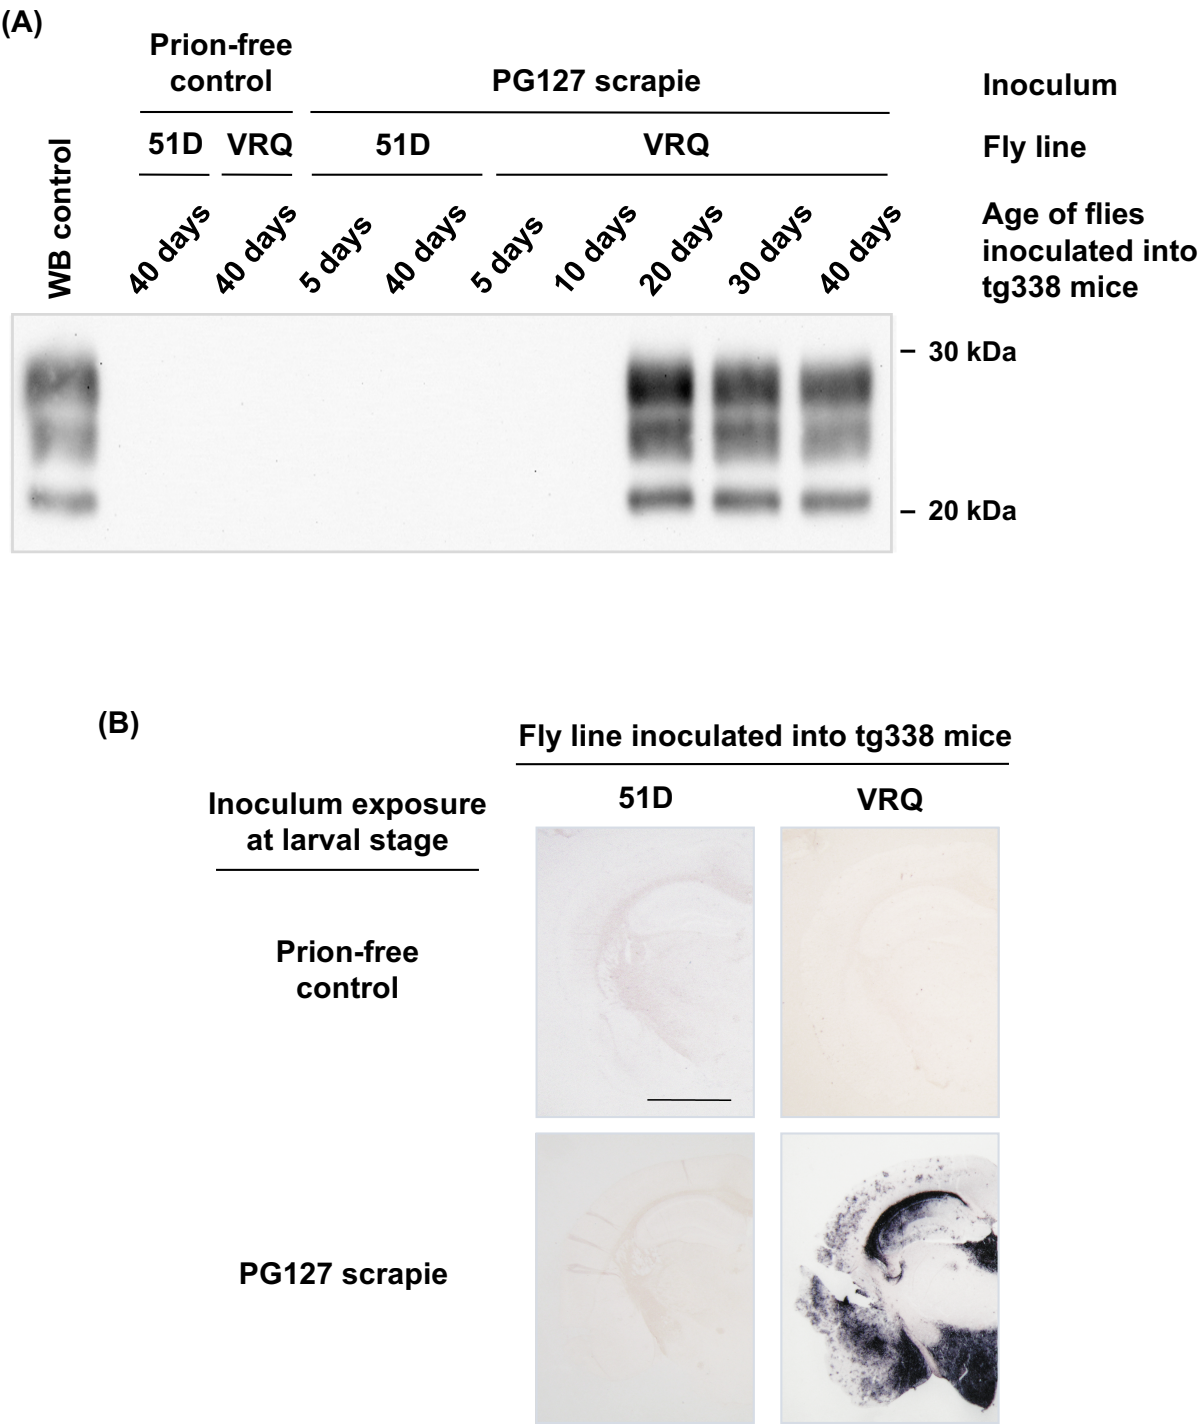 (A)
Prion-free
control
PG127 scrapie
Inoculum
51D
VRQ
51D
VRQ
Fly line
WB control
40 days
40 days
5 days
40 days
5 days
10 days
20 days
30 days
40 days
Age of flies
inoculated into
tg338 mice
– 30 kDa
– 20 kDa
(B)
Fly line inoculated into tg338 mice
Inoculum exposure
at larval stage
51D
VRQ
Prion-free
control
PG127 scrapie